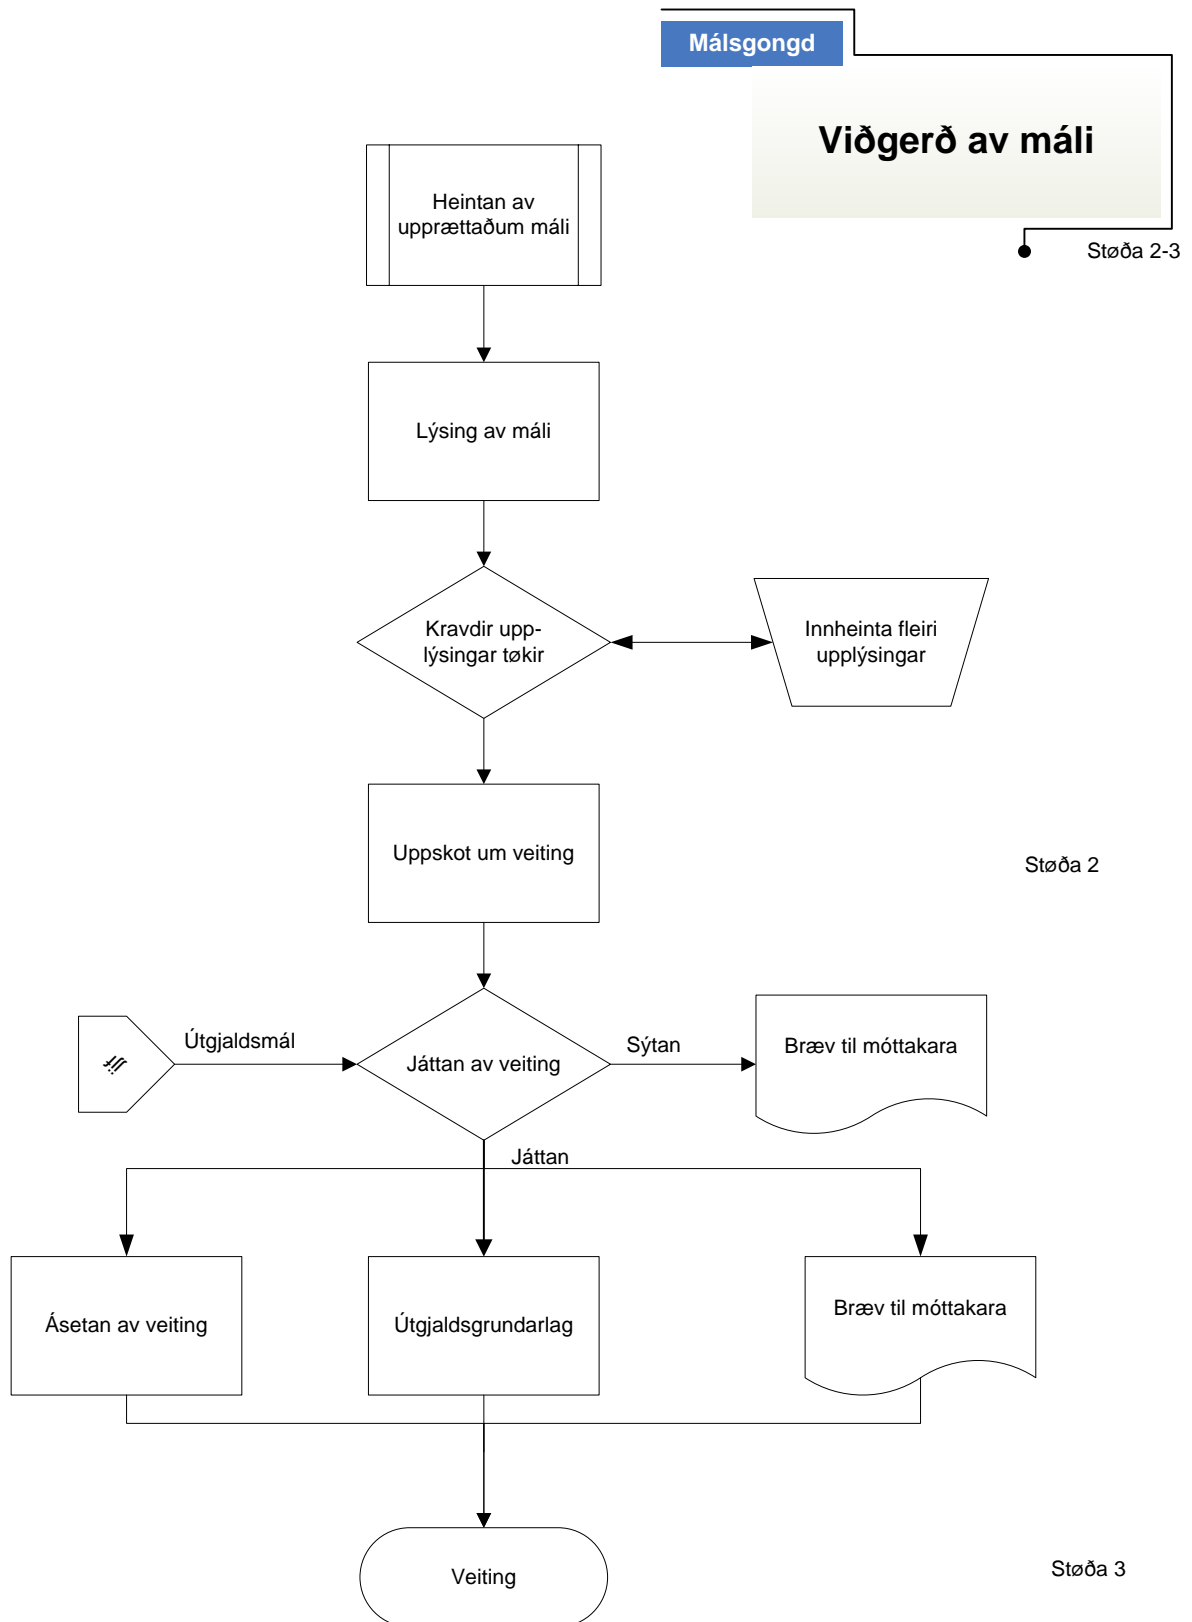 Málsgongd
Viðgerð av máli
Støða 2-3
Heintan av
upprættaðum máli
Lýsing av máli
Kravdir upp-
lýsingar tøkir
Innheinta fleiri
upplýsingar
Uppskot um veiting
Støða 2
Útgjaldsmál
Játtan av veiting
Sýtan
Bræv til móttakara
Játtan
Ásetan av veiting
Útgjaldsgrundarlag
Bræv til móttakara
Veiting
Støða 3